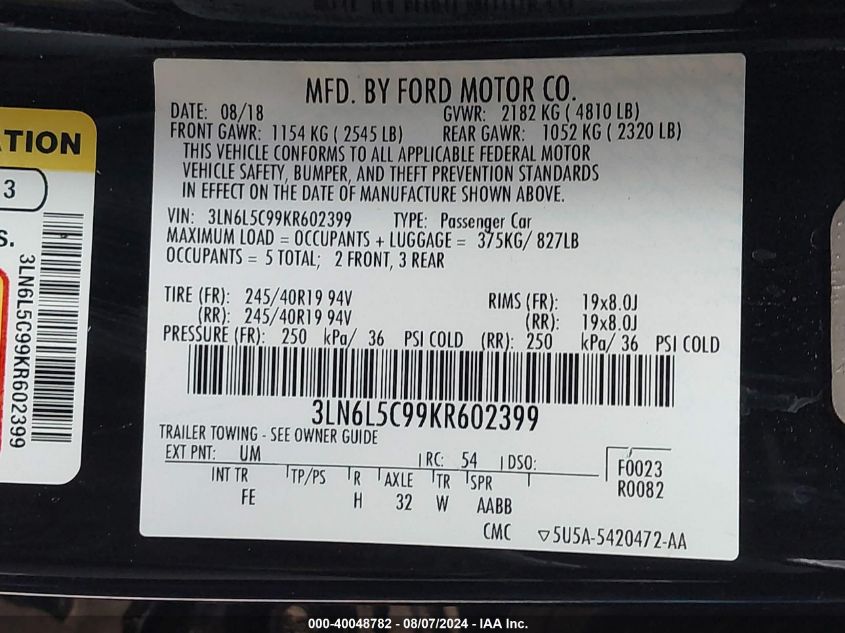 MFD. BY FORD MOTOR CO.
DATE: 08/18 GVWR: 2182 KG ( 4810 LB)
FRONT GAWR: 1154 KG ( 2545 LB) REAR GAWR: 1052 KG ( 2320 LB)
THIS VEHICLE CONFORMS TO ALL APPLICABLE FEDERAL MOTOR
VEHICLE SAFETY, BUMPER, AND THEFT PREVENTION STANDARDS
IN EFFECT ON THE DATE OF MANUFACTURE SHOWN ABOVE.
VIN: 3LN6L5C99KR602399 TYPE: Passenger Car
MAXIMUM LOAD = OCCUPANTS + LUGGAGE = 375KG/ 827LB
OCCUPANTS = 5 TOTAL; 2 FRONT, 3 REAR
TIRE (FR): 245/40R19 94V RIMS (FR): 19x8.0J
(RR): 245/40R19 94V (RR): 19x8.0J
PRESSURE (FR): 250 kPa/ 36 PSI COLD (RR): 250 kPa/ 36 PSI COLD
3LN6L5C99KR602399
TRAILER TOWING - SEE OWNER GUIDE
EXT PNT: UM RC: 54 DSO: F0023
R0082
INT TR TP/PS R AXLE TR SPR
FE H 32 W AABB
CMC ▽5U5A-5420472-AA
ATION
3
S.
3LN6L5C99KR602399
000-40048782 - 08/07/2024 - IAA Inc.